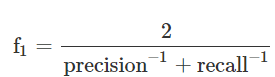 f₁ = 2 / (precision⁻¹ + recall⁻¹)